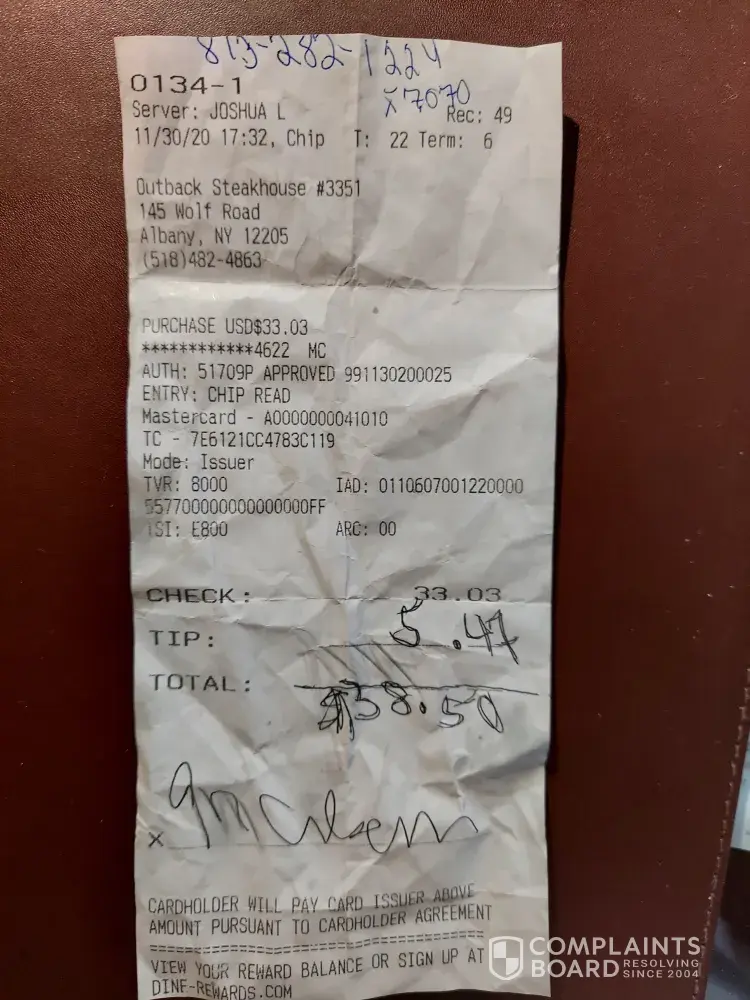 813-282-1224
x7070
0134-1
Server: JOSHUA L Rec: 49
11/30/20 17:32, Chip T: 22 Term: 6
Outback Steakhouse #3351
145 Wolf Road
Albany, NY 12205
(518)482-4863
PURCHASE USD$33.03
************4622 MC
AUTH: 51709P APPROVED 991130200025
ENTRY: CHIP READ
Mastercard - A0000000041010
TC - 7E6121CC4783C119
Mode: Issuer
TVR: 8000 IAD: 0110607001220000
557700000000000000FF
TSI: E800 ARC: 00
CHECK: 33.03
TIP: 5.47
TOTAL: $38.50
x
CARDHOLDER WILL PAY CARD ISSUER ABOVE
AMOUNT PURSUANT TO CARDHOLDER AGREEMENT
========================================
VIEW YOUR REWARD BALANCE OR SIGN UP AT
DINE-REWARDS.COM
COMPLAINTS
BOARD RESOLVING
SINCE 2004